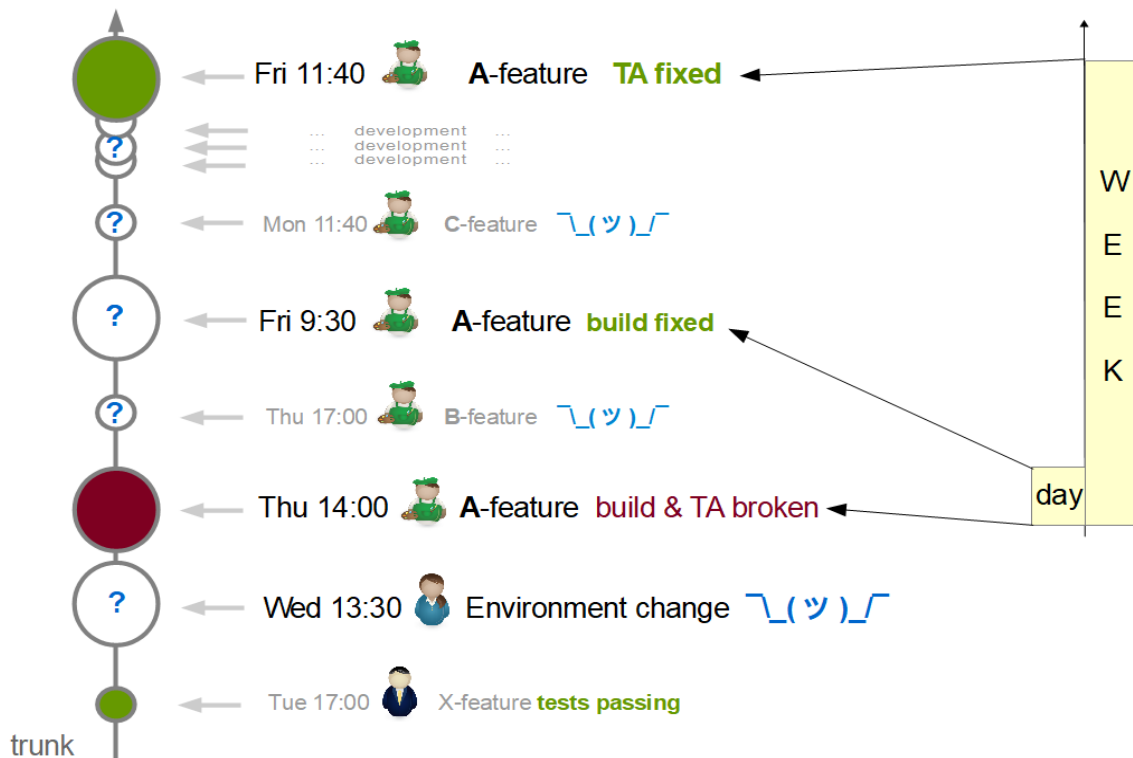 Fri 11:40 A-feature TA fixed
... development ...
? ... development ...
... development ...
W
? Mon 11:40 C-feature ¯\_(ツ)_/¯
E
E
? Fri 9:30 A-feature build fixed
K
? Thu 17:00 B-feature ¯\_(ツ)_/¯
day
Thu 14:00 A-feature build & TA broken
? Wed 13:30 Environment change ¯\_(ツ)_/¯
Tue 17:00 X-feature tests passing
trunk